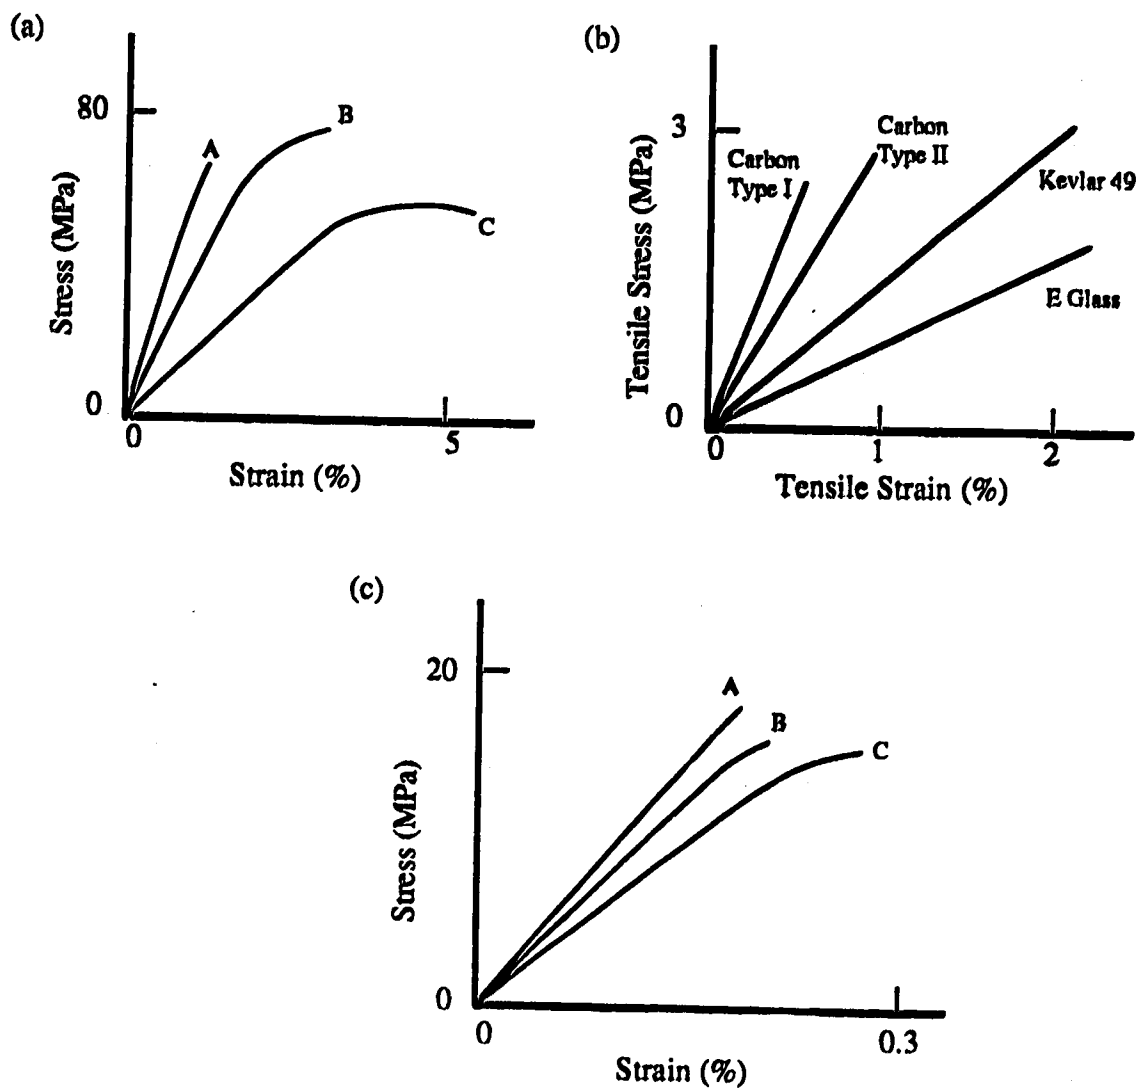 (a)
80
Stress (MPa)
0
A
B
C
0
5
Strain (%)
(b)
3
Tensile Stress (MPa)
0
Carbon
Type I
Carbon
Type II
Kevlar 49
E Glass
0
1
2
Tensile Strain (%)
(c)
20
Stress (MPa)
0
A
B
C
0
0.3
Strain (%)